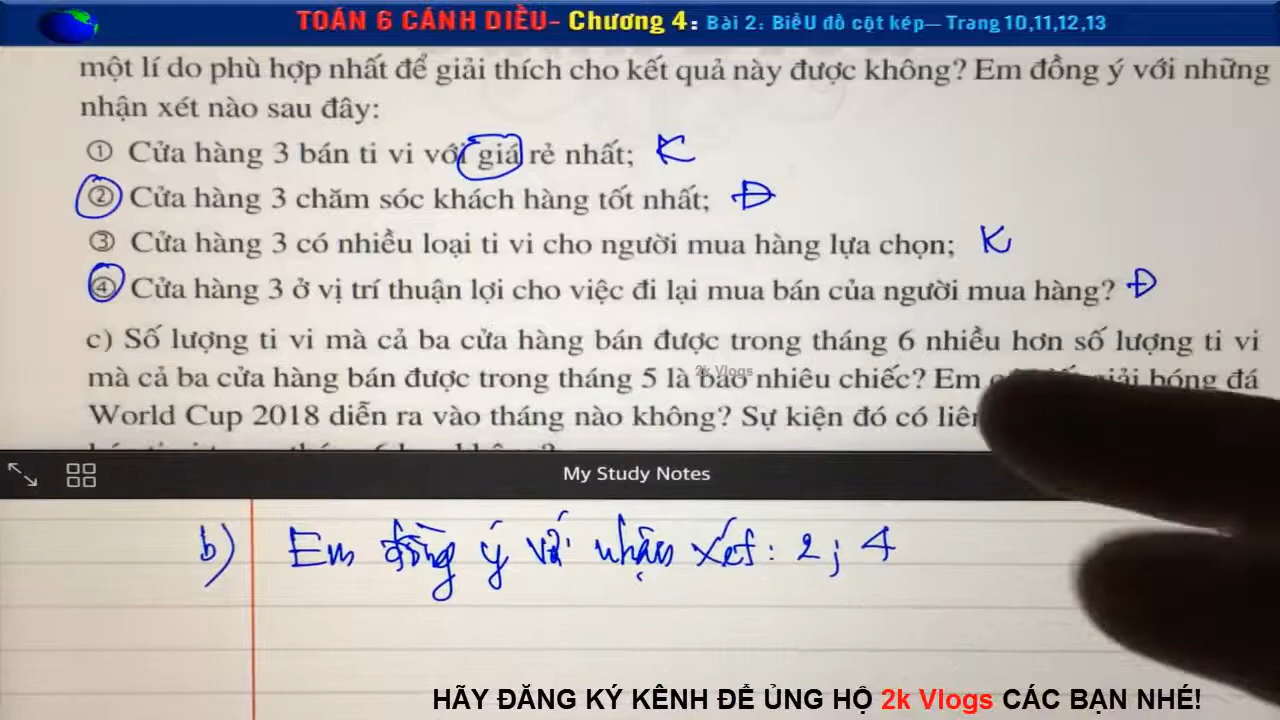 TOÁN 6 CÁNH DIỀU- Chương 4: Bài 2: BiểU đồ cột kép— Trang 10,11,12,13
một lí do phù hợp nhất để giải thích cho kết quả này được không? Em đồng ý với những
nhận xét nào sau đây:
① Cửa hàng 3 bán ti vi với giá rẻ nhất; K
② Cửa hàng 3 chăm sóc khách hàng tốt nhất; Đ
③ Cửa hàng 3 có nhiều loại ti vi cho người mua hàng lựa chọn; K
④ Cửa hàng 3 ở vị trí thuận lợi cho việc đi lại mua bán của người mua hàng? Đ
c) Số lượng ti vi mà cả ba cửa hàng bán được trong tháng 6 nhiều hơn số lượng ti vi
2k Vlogs
mà cả ba cửa hàng bán được trong tháng 5 là bao nhiêu chiếc? Em giải bóng đá
World Cup 2018 diễn ra vào tháng nào không? Sự kiện đó có liên
My Study Notes
b) Em đồng ý với nhận xét: 2; 4
HÃY ĐĂNG KÝ KÊNH ĐỂ ỦNG HỘ 2k Vlogs CÁC BẠN NHÉ!